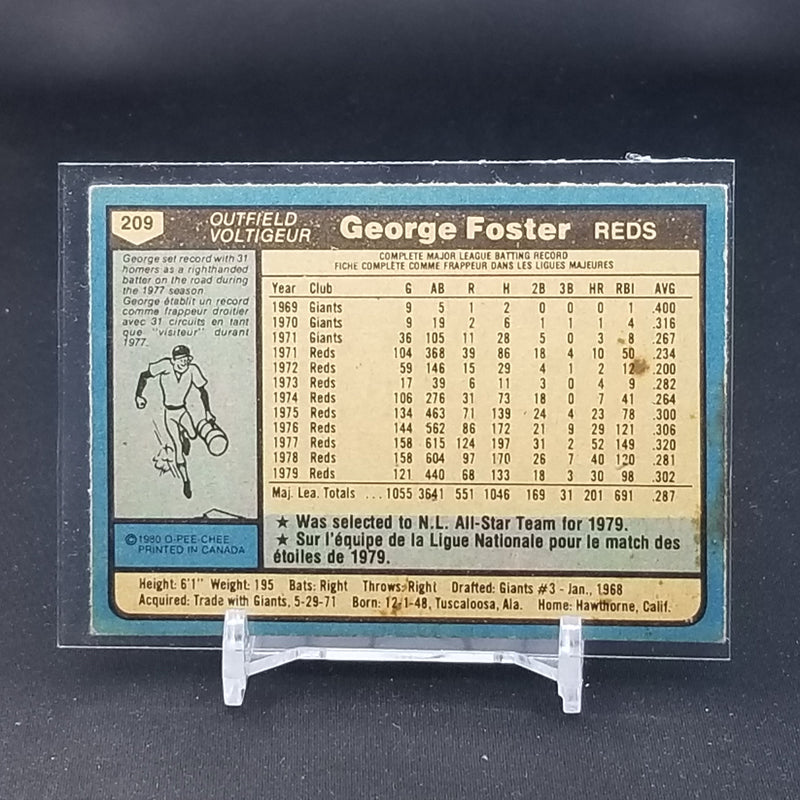 209 OUTFIELD VOLTIGEUR George Foster REDS
George set record with 31
homers as a righthanded
batter on the road during
the 1977 season.
George établit un record
comme frappeur droitier
avec 31 circuits en tant
que "visiteur" durant
1977.
COMPLETE MAJOR LEAGUE BATTING RECORD
FICHE COMPLÈTE COMME FRAPPEUR DANS LES LIGUES MAJEURES
Year Club G AB R H 2B 3B HR RBI AVG
1969 Giants 9 5 1 2 0 0 0 1 .400
1970 Giants 9 19 2 6 1 1 1 4 .316
1971 Giants 36 105 11 28 5 0 3 8 .267
1971 Reds 104 368 39 86 18 4 10 50 .234
1972 Reds 59 146 15 29 4 1 2 12 .200
1973 Reds 17 39 6 11 3 0 4 9 .282
1974 Reds 106 276 31 73 18 0 7 41 .264
1975 Reds 134 463 71 139 24 4 23 78 .300
1976 Reds 144 562 86 172 21 9 29 121 .306
1977 Reds 158 615 124 197 31 2 52 149 .320
1978 Reds 158 604 97 170 26 7 40 120 .281
1979 Reds 121 440 68 133 18 3 30 98 .302
Maj. Lea. Totals ... 1055 3641 551 1046 169 31 201 691 .287
★ Was selected to N.L. All-Star Team for 1979.
★ Sur l'équipe de la Ligue Nationale pour le match des
étoiles de 1979.
©1980 O-PEE-CHEE
PRINTED IN CANADA
Height: 6'1" Weight: 195 Bats: Right Throws: Right Drafted: Giants #3 - Jan., 1968
Acquired: Trade with Giants, 5-29-71 Born: 12-1-48, Tuscaloosa, Ala. Home: Hawthorne, Calif.